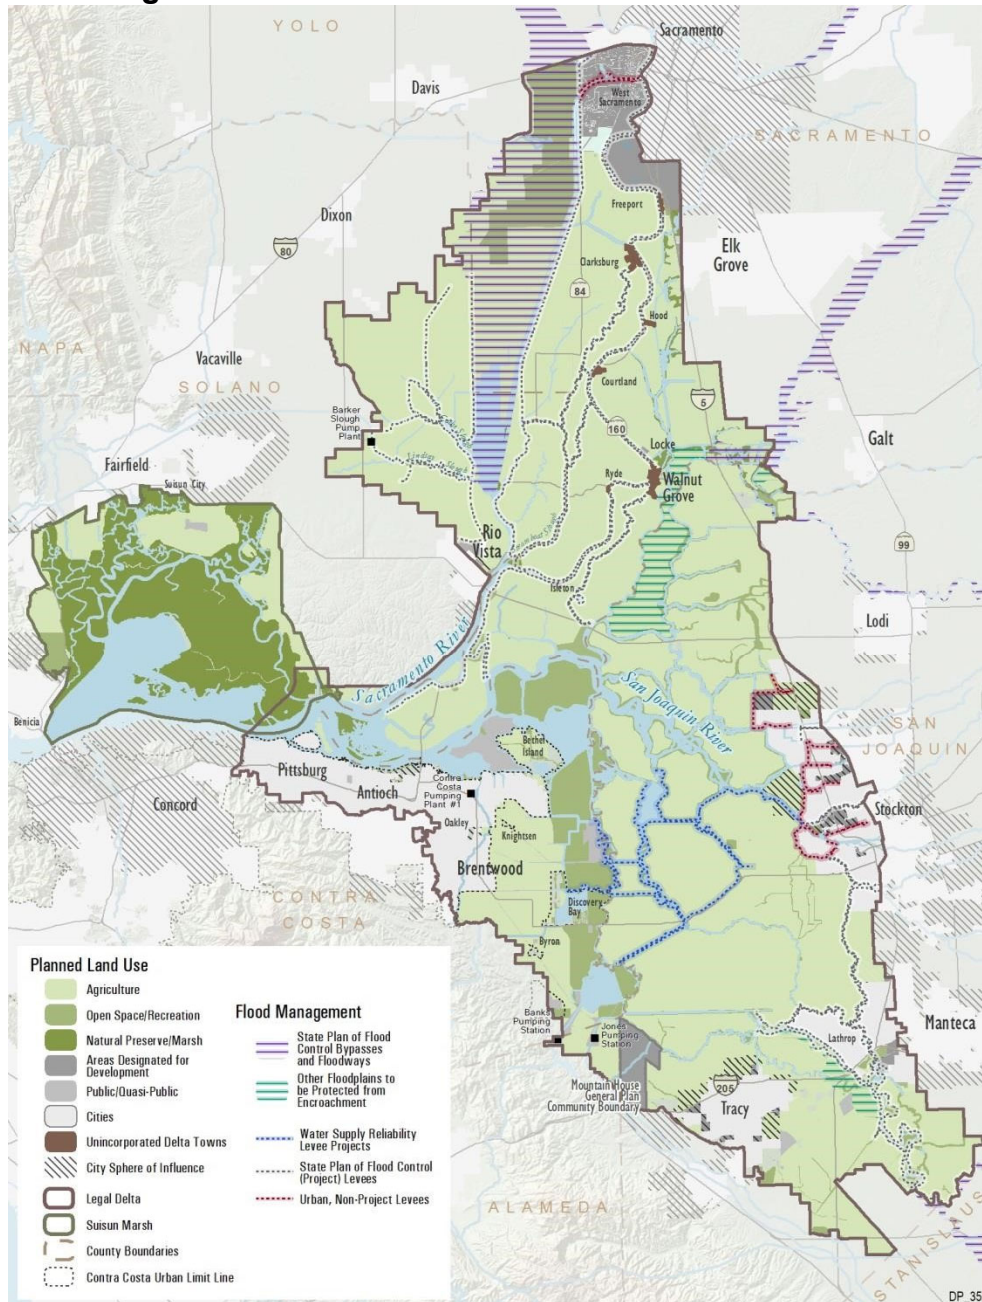 YOLO
Sacramento
Davis
West
Sacramento
SACRAMENTO
Dixon
80
Freeport
Elk
Grove
Clarksburg
84
Hood
NAPA
Vacaville
SOLANO
Courtland
5
Barker
Slough
Pump
Plant
160
Locke
Galt
Fairfield
Suisun City
Lindsey Slough
Ryde
Walnut
Grove
Rio
Vista
99
Isleton
Lodi
Sacramento River
San Joaquin River
Benicia
SAN
JOAQUIN
Bethel
Island
Pittsburg
Antioch
Contra
Costa
Pumping
Plant #1
Concord
Stockton
Oakley
Knightsen
Brentwood
CONTRA
COSTA
Discovery
Bay
Byron
Banks
Pumping
Station
Jones
Pumping
Station
Manteca
Lathrop
Mountain House
General Plan
Community Boundary
205
Tracy
ALAMEDA
STANISLAUS
Planned Land Use
Agriculture
Open Space/Recreation
Natural Preserve/Marsh
Areas Designated for
Development
Public/Quasi-Public
Cities
Unincorporated Delta Towns
City Sphere of Influence
Legal Delta
Suisun Marsh
County Boundaries
Contra Costa Urban Limit Line
Flood Management
State Plan of Flood
Control Bypasses
and Floodways
Other Floodplains to
be Protected from
Encroachment
Water Supply Reliability
Levee Projects
State Plan of Flood Control
(Project) Levees
Urban, Non-Project Levees
DP_35